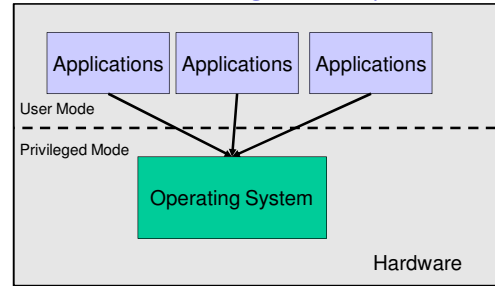 Applications Applications Applications
User Mode
Privileged Mode
Operating System
Hardware